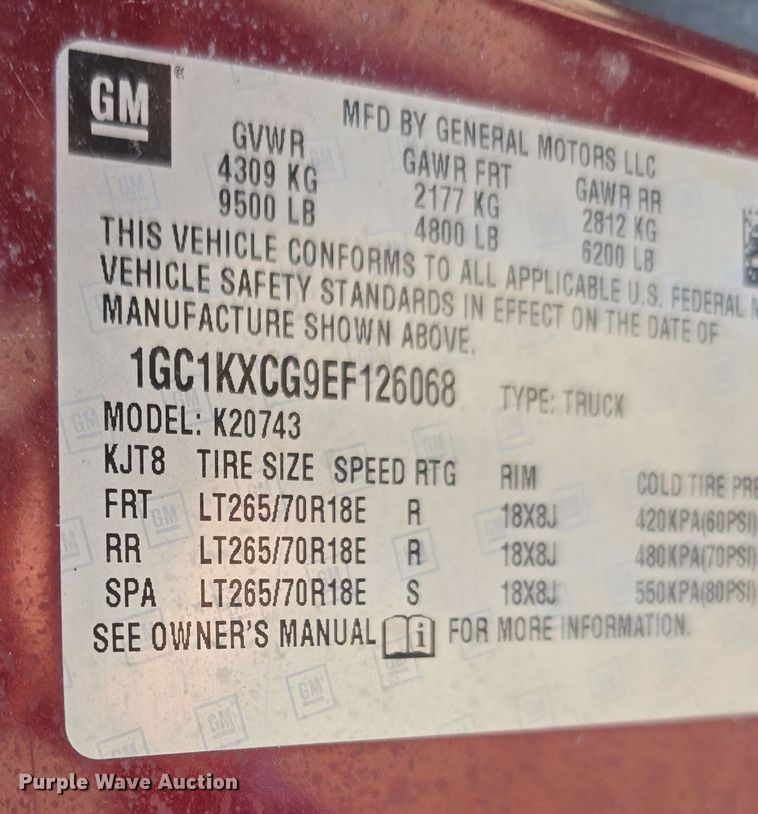 GM ®
MFD BY GENERAL MOTORS LLC
GVWR GAWR FRT GAWR RR
4309 KG 2177 KG 2812 KG
9500 LB 4800 LB 6200 LB
THIS VEHICLE CONFORMS TO ALL APPLICABLE U.S. FEDERAL
VEHICLE SAFETY STANDARDS IN EFFECT ON THE DATE OF
MANUFACTURE SHOWN ABOVE.
1GC1KXCG9EF126068 TYPE: TRUCK
MODEL: K20743
KJT8 TIRE SIZE SPEED RTG RIM COLD TIRE PRE
FRT LT265/70R18E R 18X8J 420KPA(60PSI)
RR LT265/70R18E R 18X8J 480KPA(70PSI)
SPA LT265/70R18E S 18X8J 550KPA(80PSI)
SEE OWNER'S MANUAL i FOR MORE INFORMATION.
Purple Wave Auction